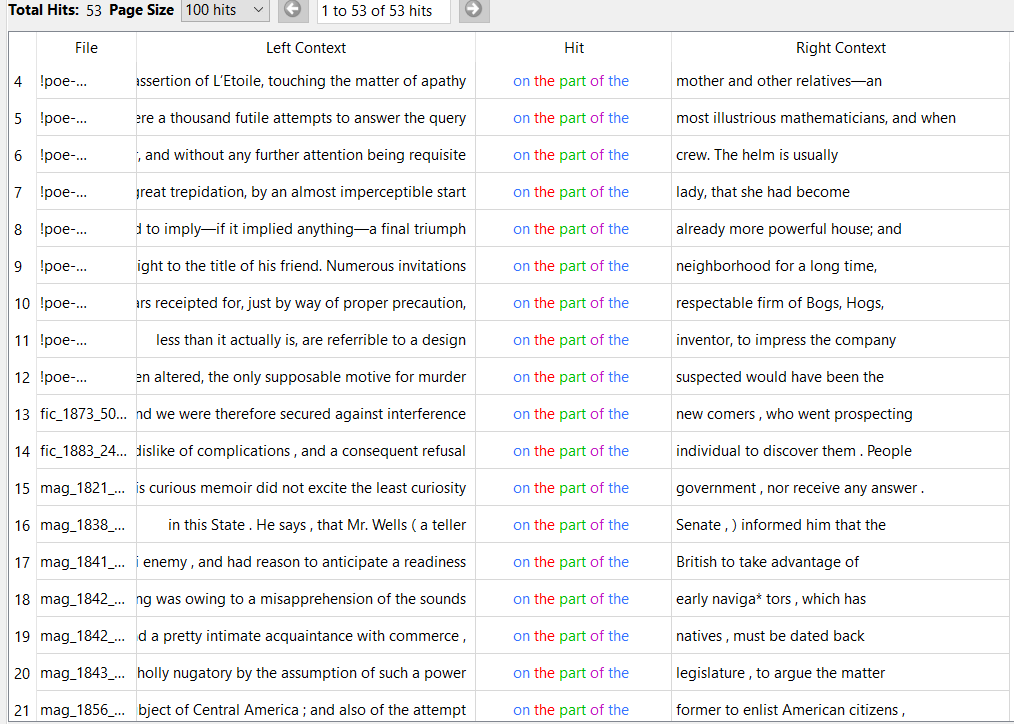 Total Hits: 53 Page Size 100 hits 1 to 53 of 53 hits
File Left Context Hit Right Context
4 !poe-... assertion of L'Etoile, touching the matter of apathy on the part of the mother and other relatives—an
5 !poe-... ere a thousand futile attempts to answer the query on the part of the most illustrious mathematicians, and when
6 !poe-... , and without any further attention being requisite on the part of the crew. The helm is usually
7 !poe-... great trepidation, by an almost imperceptible start on the part of the lady, that she had become
8 !poe-... d to imply—if it implied anything—a final triumph on the part of the already more powerful house; and
9 !poe-... ight to the title of his friend. Numerous invitations on the part of the neighborhood for a long time,
10 !poe-... ars receipted for, just by way of proper precaution, on the part of the respectable firm of Bogs, Hogs,
11 !poe-... less than it actually is, are referrible to a design on the part of the inventor, to impress the company
12 !poe-... en altered, the only supposable motive for murder on the part of the suspected would have been the
13 fic_1873_50... nd we were therefore secured against interference on the part of the new comers , who went prospecting
14 fic_1883_24... dislike of complications , and a consequent refusal on the part of the individual to discover them . People
15 mag_1821_... is curious memoir did not excite the least curiosity on the part of the government , nor receive any answer .
16 mag_1838_... in this State . He says , that Mr. Wells ( a teller on the part of the Senate , ) informed him that the
17 mag_1841_... i enemy , and had reason to anticipate a readiness on the part of the British to take advantage of
18 mag_1842_... ng was owing to a misapprehension of the sounds on the part of the early naviga* tors , which has
19 mag_1842_... d a pretty intimate acquaintance with commerce , on the part of the natives , must be dated back
20 mag_1843_... holly nugatory by the assumption of such a power on the part of the legislature , to argue the matter
21 mag_1856_... bject of Central America ; and also of the attempt on the part of the former to enlist American citizens ,